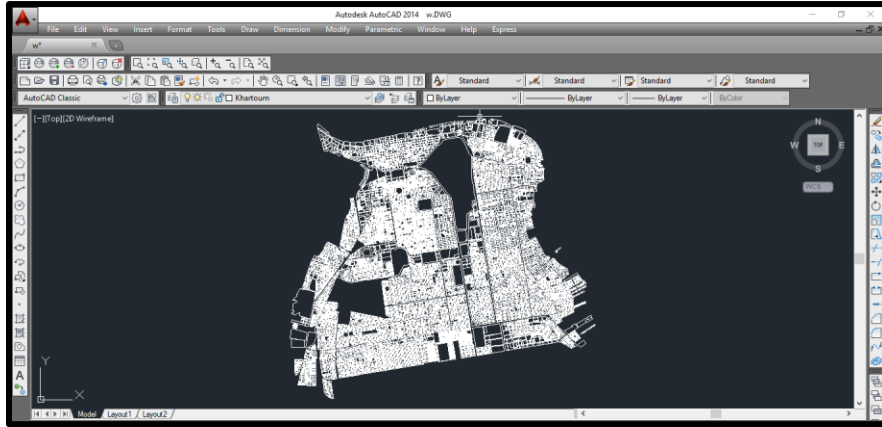 Autodesk AutoCAD 2014 w.DWG
File Edit View Insert Format Tools Draw Dimension Modify Parametric Window Help Express
w*
Standard Standard Standard Standard
AutoCAD Classic Khartoum ByLayer ByLayer ByLayer ByColor
[-][Top][2D Wireframe]
N
W TOP E
S
WCS
Y
X
Model Layout1 Layout2